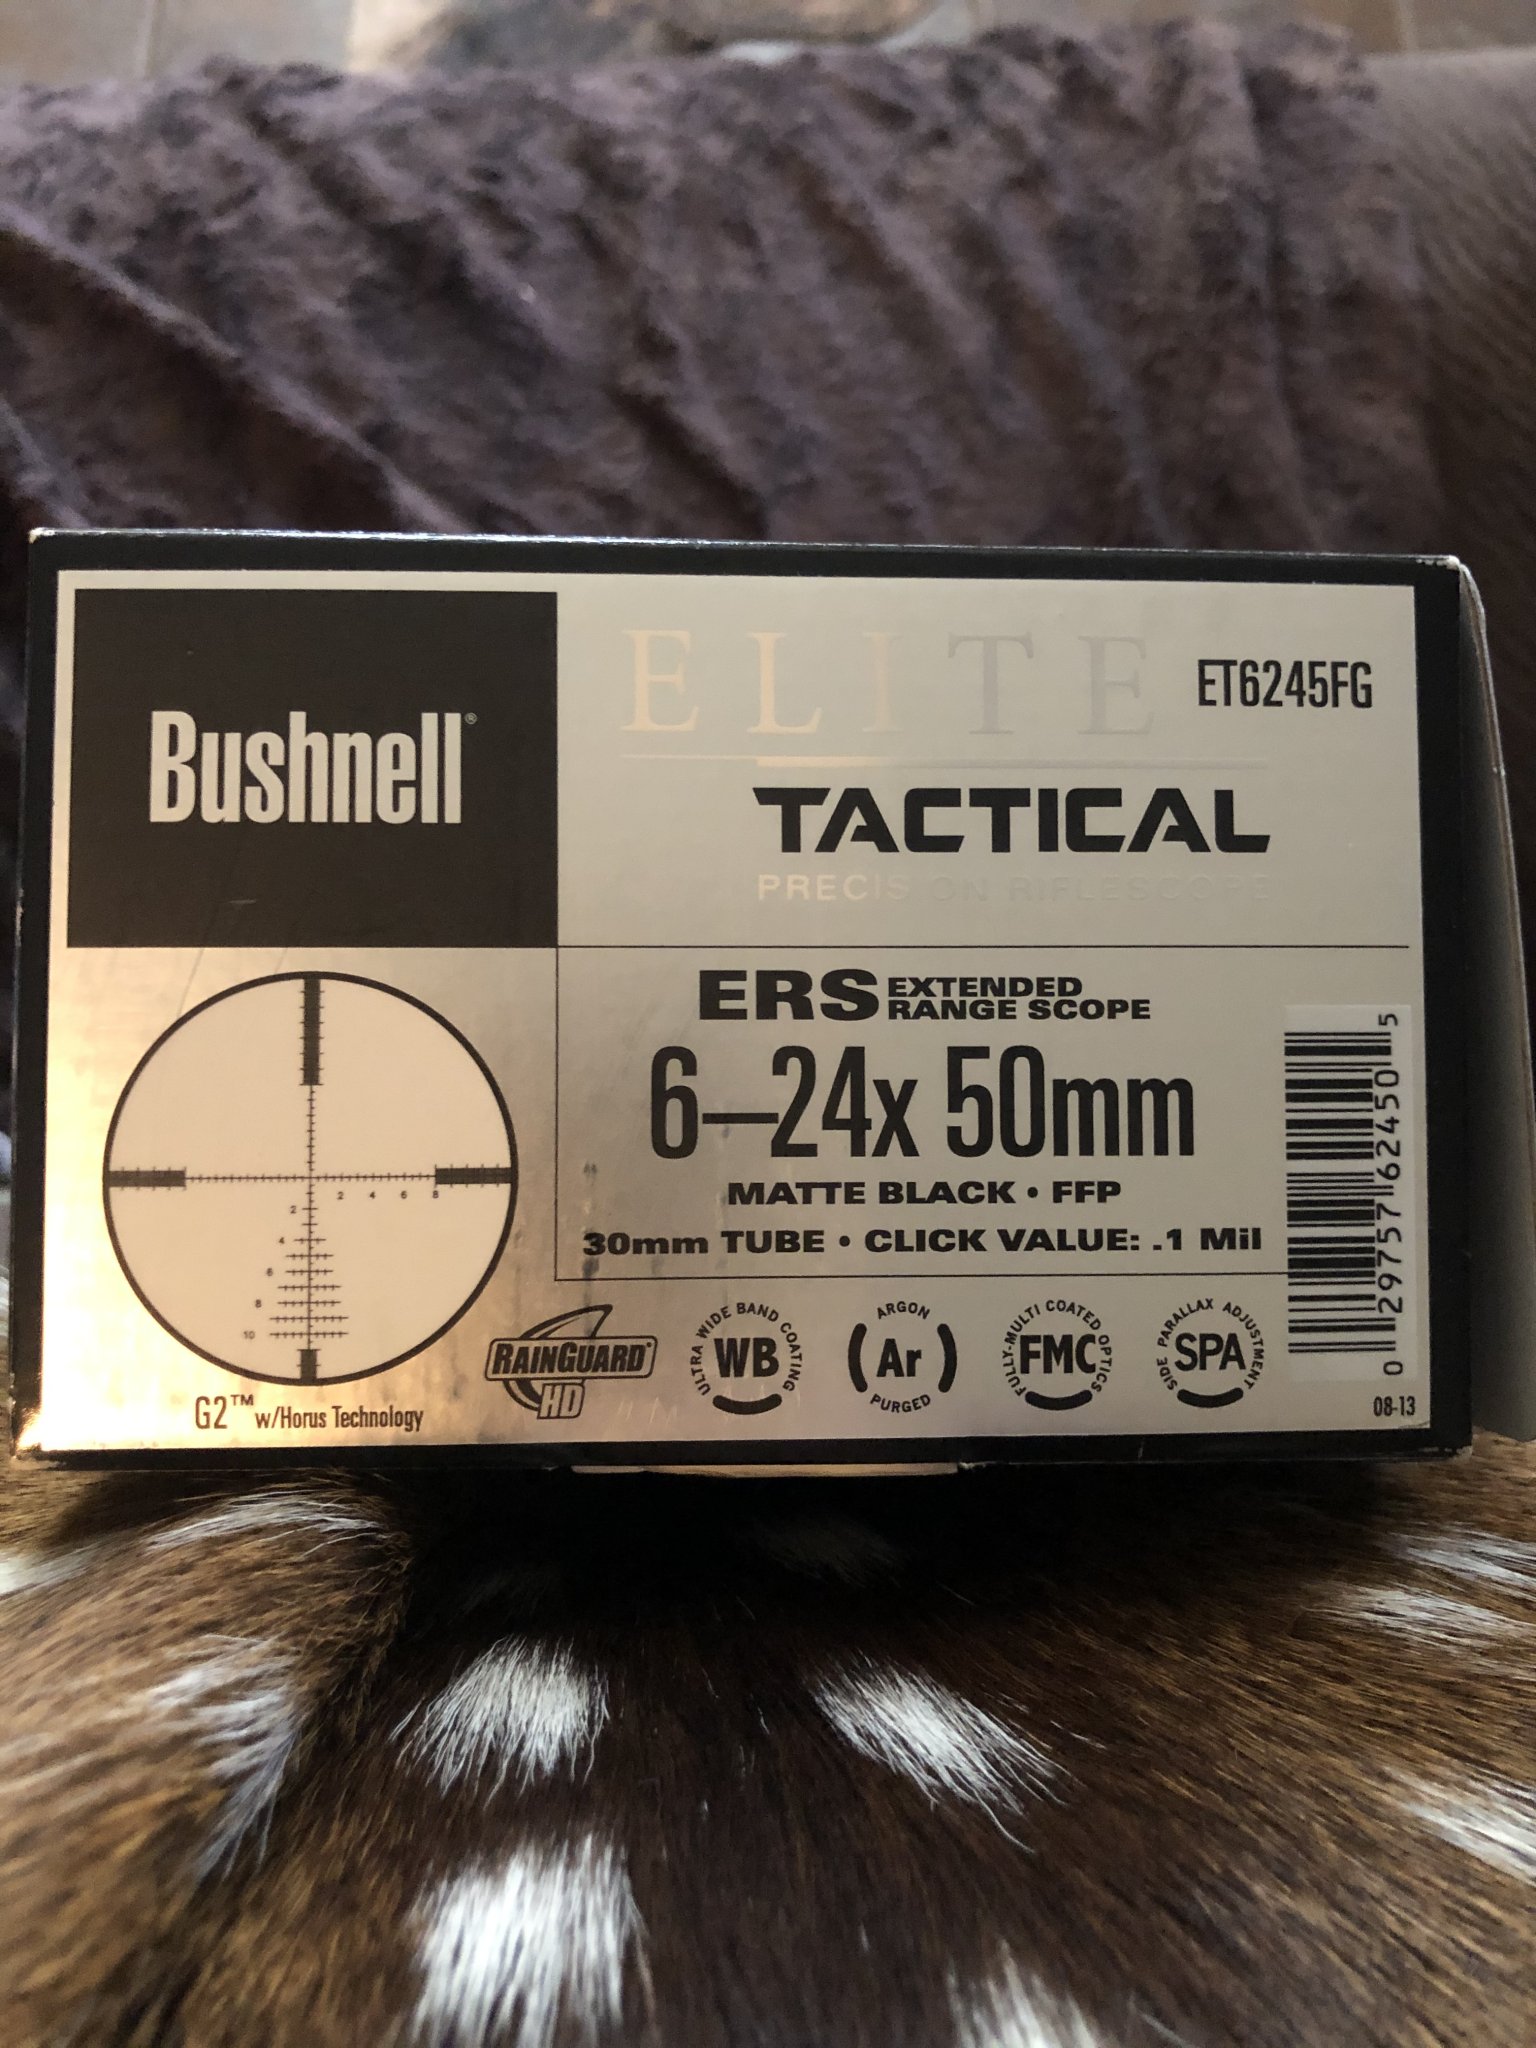 Bushnell®
ELITE
ET6245FG
TACTICAL
PRECISION RIFLESCOPE
ERS EXTENDED
RANGE SCOPE
6–24x 50mm
MATTE BLACK • FFP
30mm TUBE • CLICK VALUE: .1 Mil
2 4 6 8
2
4
6
8
10
G2™ w/Horus Technology
RAINGUARD®
HD
ULTRA WIDE BAND COATING
WB
ARGON
Ar
PURGED
FULLY-MULTI COATED OPTICS
FMC
SIDE PARALLAX ADJUSTMENT
SPA
0 29757 62450 5
08-13